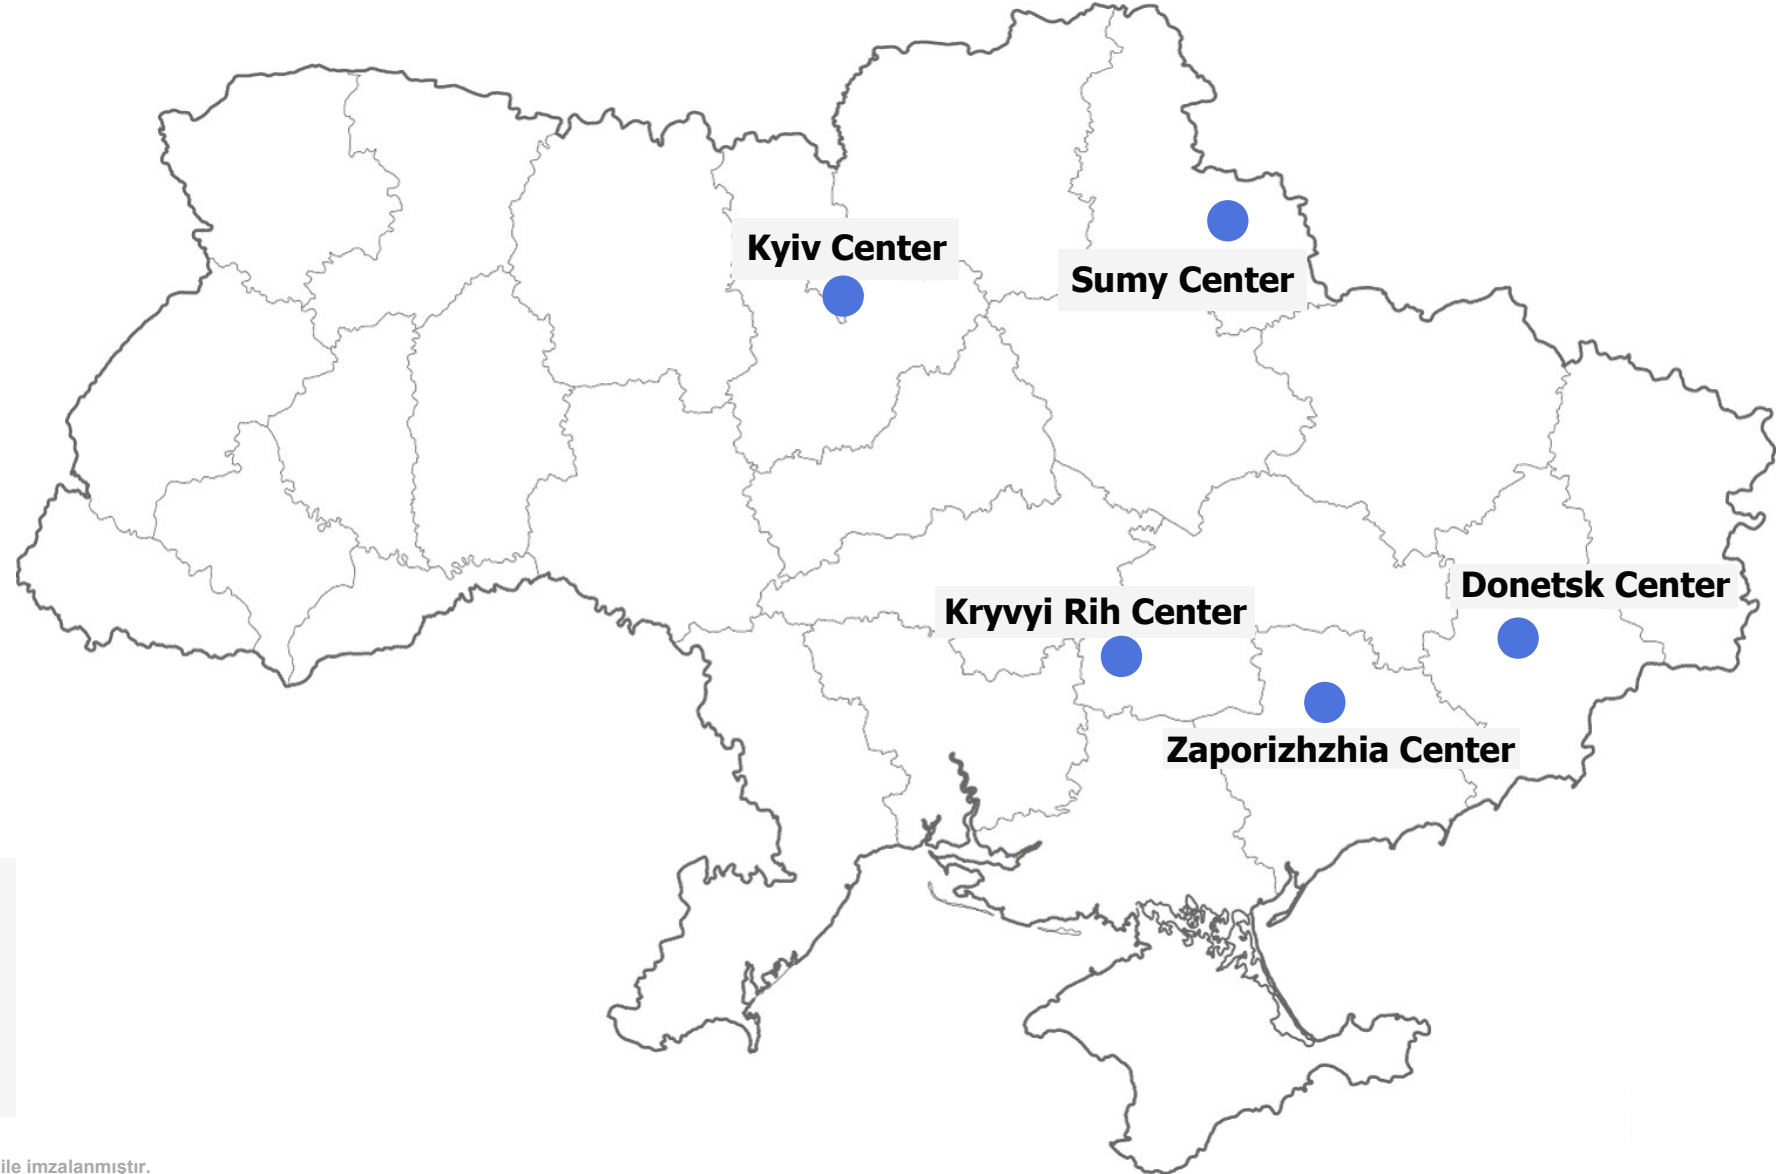 Kyiv Center
Sumy Center
Donetsk Center
Kryvyi Rih Center
Zaporizhzhia Center
ile imzalanmıştır.